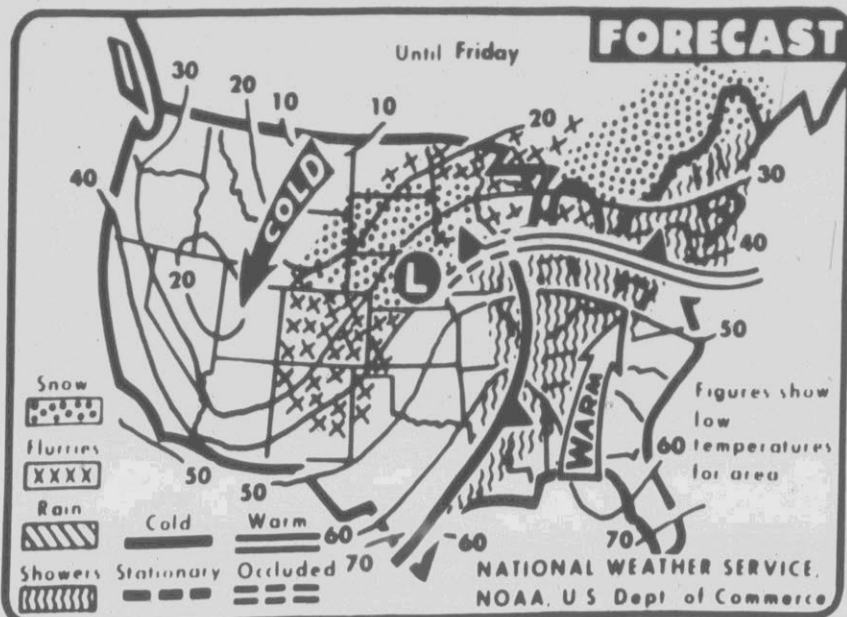 FORECAST
Until Friday
30
20
10
10
20
40
COLD
30
20
L
40
50
Snow
Figures show
low
temperatures
for area
Flurries
WARM
60
50
50
Rain
Cold
Warm
60
70
60
70
Showers
Stationary
Occluded
NATIONAL WEATHER SERVICE,
NOAA, U S Dept of Commerce